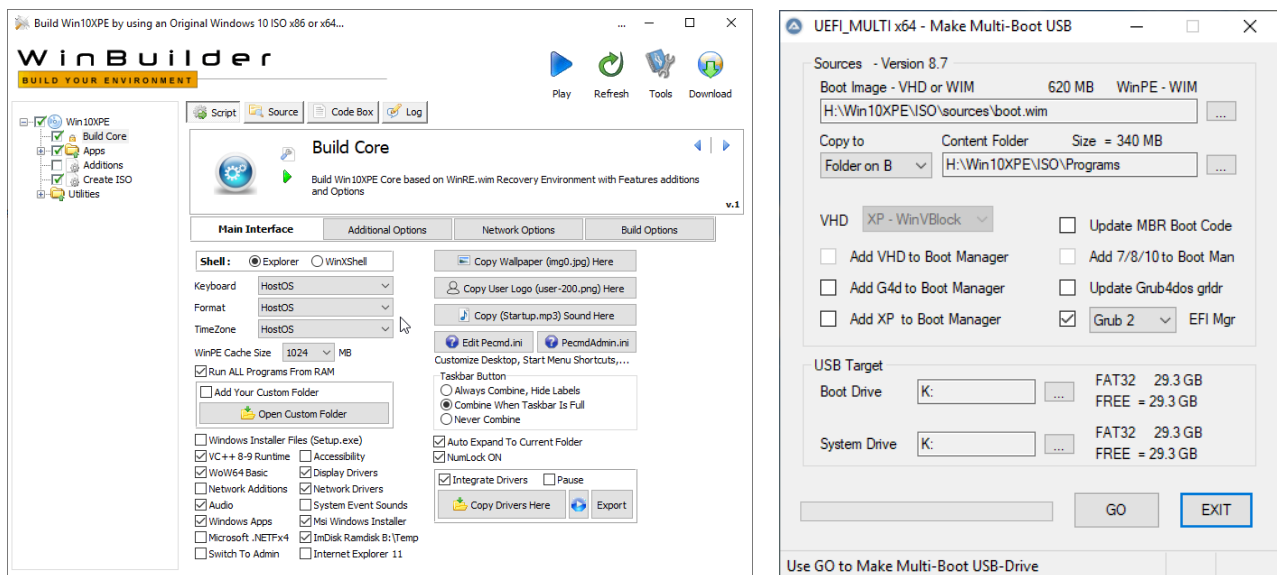 Build Win10XPE by using an Original Windows 10 ISO x86 or x64...
...
WinBuilder
BUILD YOUR ENVIRONMENT
Play
Refresh
Tools
Download
Win10XPE
Build Core
Apps
Additions
Create ISO
Utilities
Script
Source
Code Box
Log
Build Core
Build Win10XPE Core based on WinRE.wim Recovery Environment with Features additions
and Options
v.1
Main Interface
Additional Options
Network Options
Build Options
Shell :
Explorer
WinXShell
Keyboard
HostOS
Format
HostOS
TimeZone
HostOS
WinPE Cache Size
1024
MB
Run ALL Programs From RAM
Add Your Custom Folder
Open Custom Folder
Windows Installer Files (Setup.exe)
VC++ 8-9 Runtime
Accessibility
WoW64 Basic
Display Drivers
Network Additions
Network Drivers
Audio
System Event Sounds
Windows Apps
Msi Windows Installer
Microsoft .NETFx4
ImDisk Ramdisk B:\Temp
Switch To Admin
Internet Explorer 11
Copy Wallpaper (img0.jpg) Here
Copy User Logo (user-200.png) Here
Copy (Startup.mp3) Sound Here
Edit Pecmd.ini
PecmdAdmin.ini
Customize Desktop, Start Menu Shortcuts,...
Taskbar Button
Always Combine, Hide Labels
Combine When Taskbar Is Full
Never Combine
Auto Expand To Current Folder
NumLock ON
Integrate Drivers
Pause
Copy Drivers Here
Export
UEFI_MULTI x64 - Make Multi-Boot USB
Sources - Version 8.7
Boot Image - VHD or WIM
620 MB
WinPE - WIM
H:\Win10XPE\ISO\sources\boot.wim
...
Copy to
Content Folder
Size = 340 MB
Folder on B
H:\Win10XPE\ISO\Programs
...
VHD
XP - WinVBlock
Update MBR Boot Code
Add VHD to Boot Manager
Add 7/8/10 to Boot Man
Add G4d to Boot Manager
Update Grub4dos grldr
Add XP to Boot Manager
Grub 2
EFI Mgr
USB Target
Boot Drive
K:
...
FAT32 29.3 GB
FREE = 29.3 GB
System Drive
K:
...
FAT32 29.3 GB
FREE = 29.3 GB
GO
EXIT
Use GO to Make Multi-Boot USB-Drive